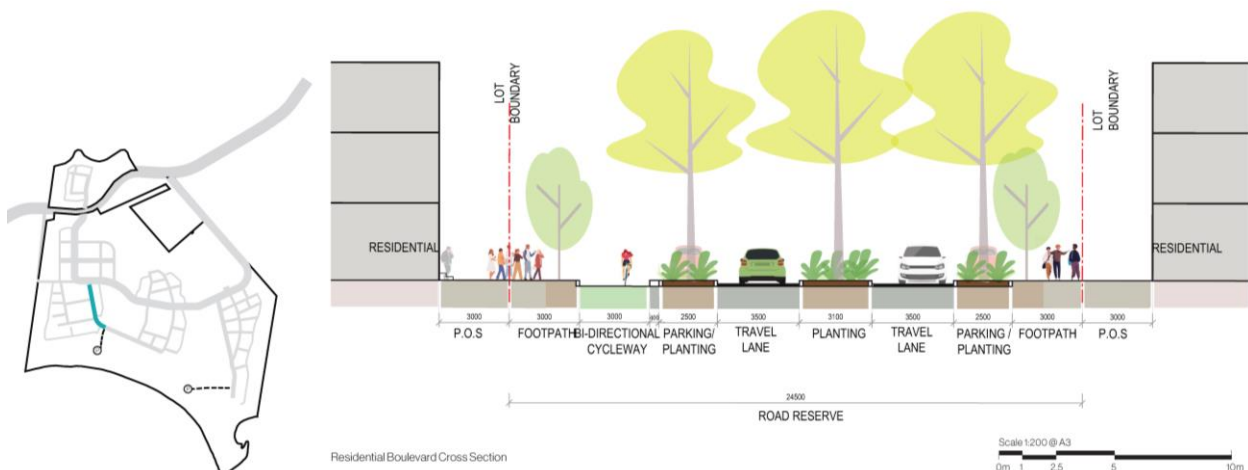 LOT
BOUNDARY
LOT
BOUNDARY
RESIDENTIAL
RESIDENTIAL
3000
3000
3000
2500
3500
3100
3500
2500
3000
3000
P.O.S
FOOTPATH
BI-DIRECTIONAL
CYCLEWAY
PARKING/
PLANTING
TRAVEL
LANE
PLANTING
TRAVEL
LANE
PARKING /
PLANTING
FOOTPATH
P.O.S
24500
ROAD RESERVE
Residential Boulevard Cross Section
Scale 1:200 @ A3
0m 1 2.5 5 10m